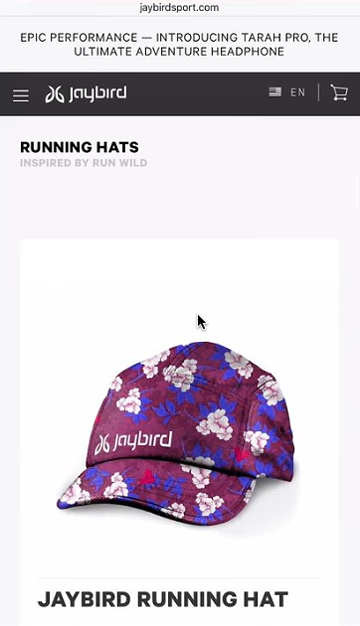 jaybirdsport.com
EPIC PERFORMANCE — INTRODUCING TARAH PRO, THE
ULTIMATE ADVENTURE HEADPHONE
Jaybird
EN
RUNNING HATS
INSPIRED BY RUN WILD
Jaybird
JAYBIRD RUNNING HAT